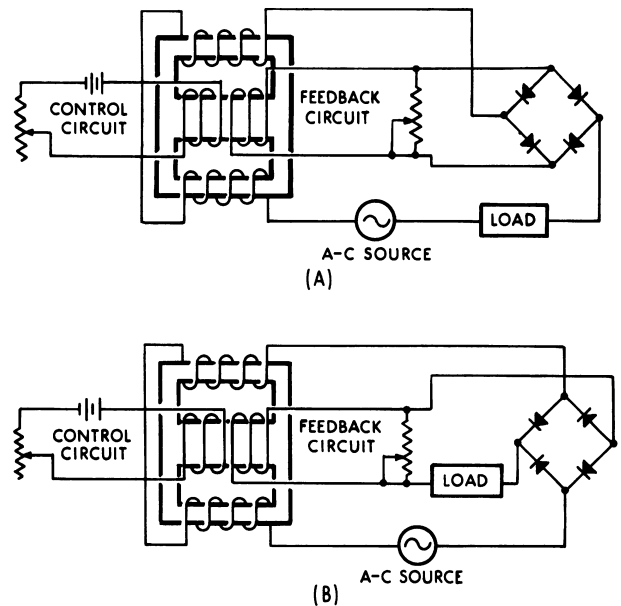 CONTROL
CIRCUIT
FEEDBACK
CIRCUIT
LOAD
A-C SOURCE
(A)
CONTROL
CIRCUIT
FEEDBACK
CIRCUIT
LOAD
A-C SOURCE
(B)